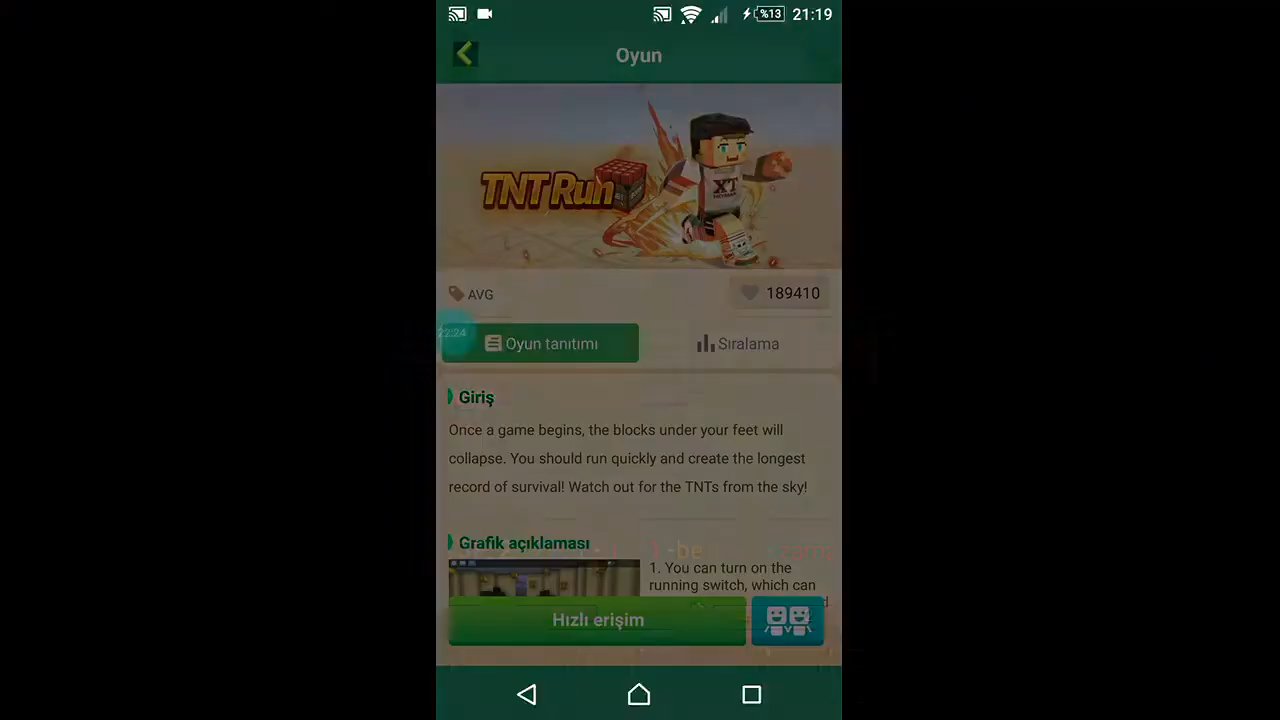 %13 21:19
Oyun
TNT Run
XT
AVG
189410
22:24
Oyun tanıtımı
Sıralama
Giriş
Once a game begins, the blocks under your feet will
collapse. You should run quickly and create the longest
record of survival! Watch out for the TNTs from the sky!
Grafik açıklaması
1. You can turn on the
running switch, which can
Hızlı erişim